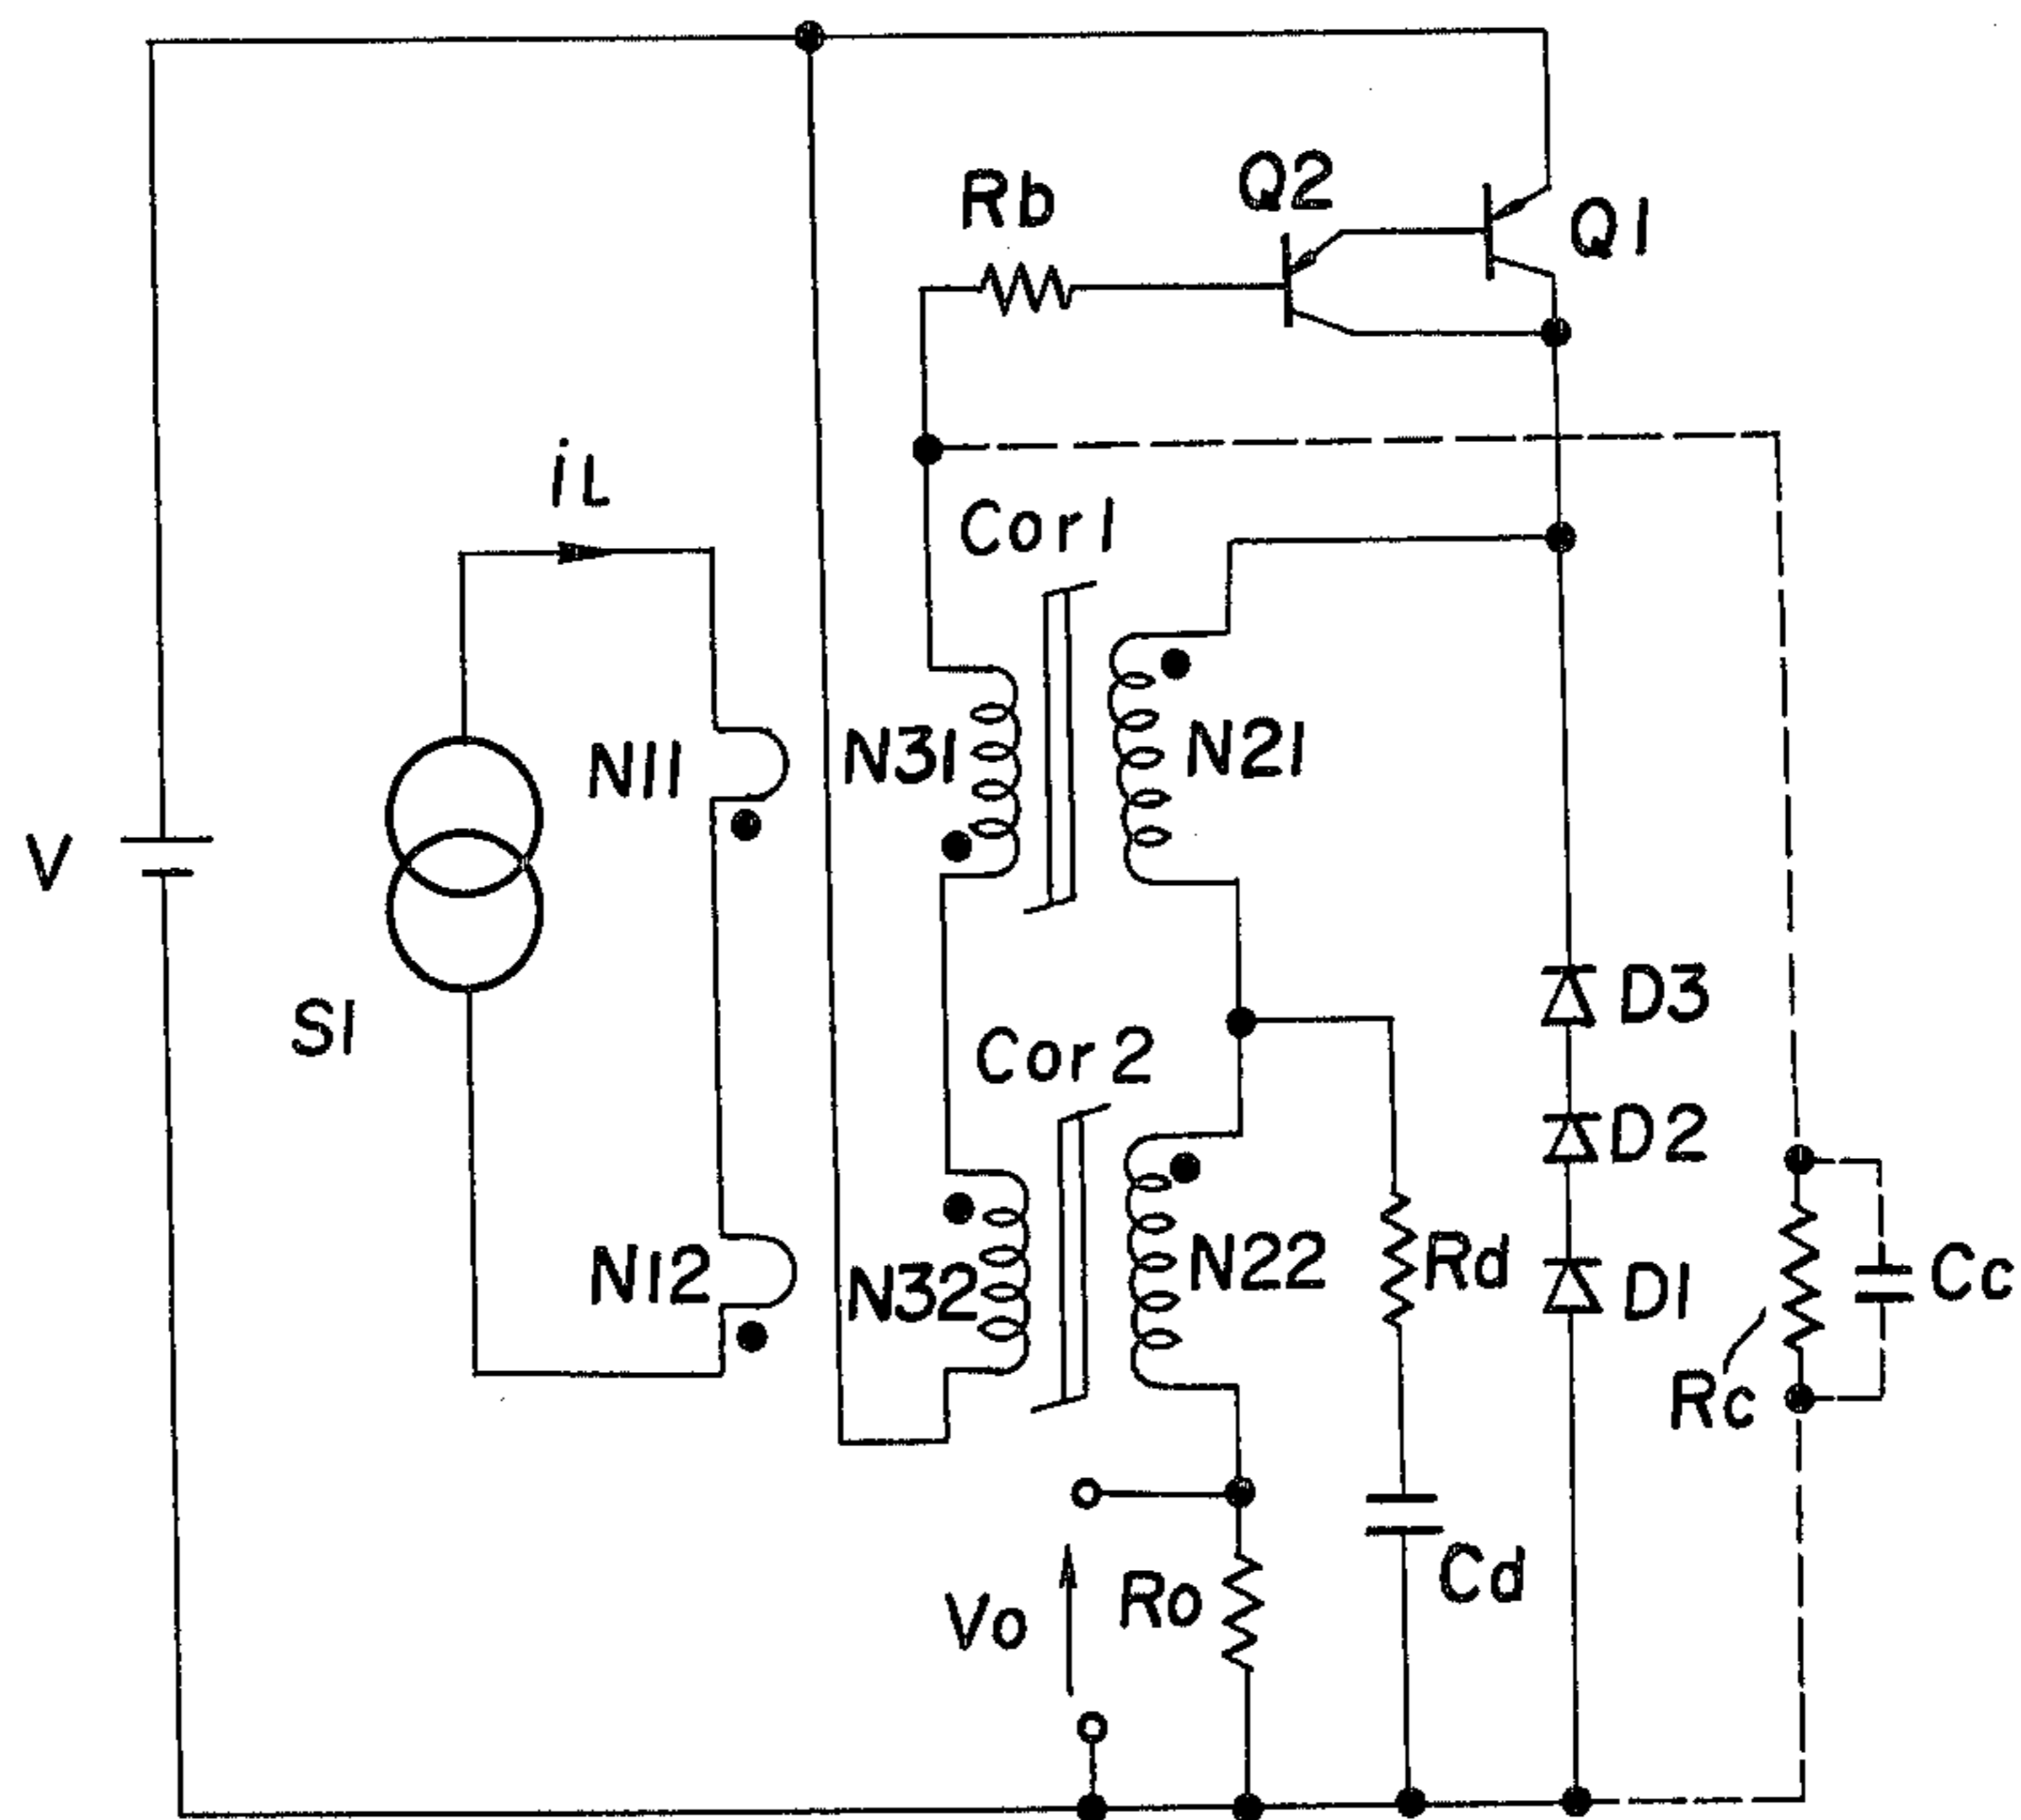 Rb
Q2
Q1
iL
Cor1
N11
N31
N21
V
S1
D3
Cor2
D2
N12
N32
N22
Rd
D1
Cc
Rc
Cd
Vo
Ro